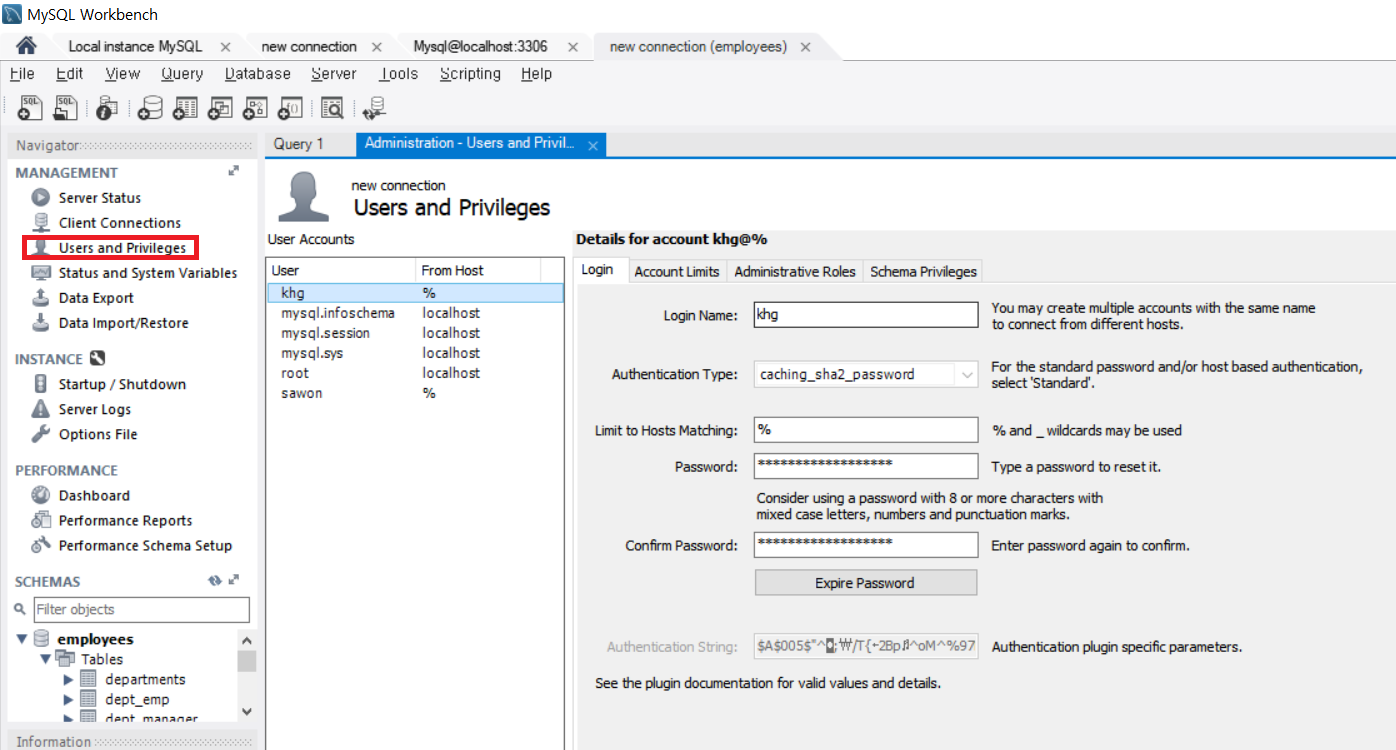 MySQL Workbench
Local instance MySQL
new connection
Mysql@localhost:3306
new connection (employees)
File Edit View Query Database Server Tools Scripting Help
Navigator
MANAGEMENT
Server Status
Client Connections
Users and Privileges
Status and System Variables
Data Export
Data Import/Restore
INSTANCE
Startup / Shutdown
Server Logs
Options File
PERFORMANCE
Dashboard
Performance Reports
Performance Schema Setup
SCHEMAS
Filter objects
employees
Tables
departments
dept_emp
dept_manager
Information
Query 1
Administration - Users and Privil...
new connection
Users and Privileges
User Accounts
User From Host
khg %
mysql.infoschema localhost
mysql.session localhost
mysql.sys localhost
root localhost
sawon %
Details for account khg@%
Login Account Limits Administrative Roles Schema Privileges
Login Name: khg
You may create multiple accounts with the same name
to connect from different hosts.
Authentication Type: caching_sha2_password
For the standard password and/or host based authentication,
select 'Standard'.
Limit to Hosts Matching: % % and _ wildcards may be used
Password: ****************** Type a password to reset it.
Consider using a password with 8 or more characters with
mixed case letters, numbers and punctuation marks.
Confirm Password: ****************** Enter password again to confirm.
Expire Password
Authentication String: Authentication plugin specific parameters.
See the plugin documentation for valid values and details.